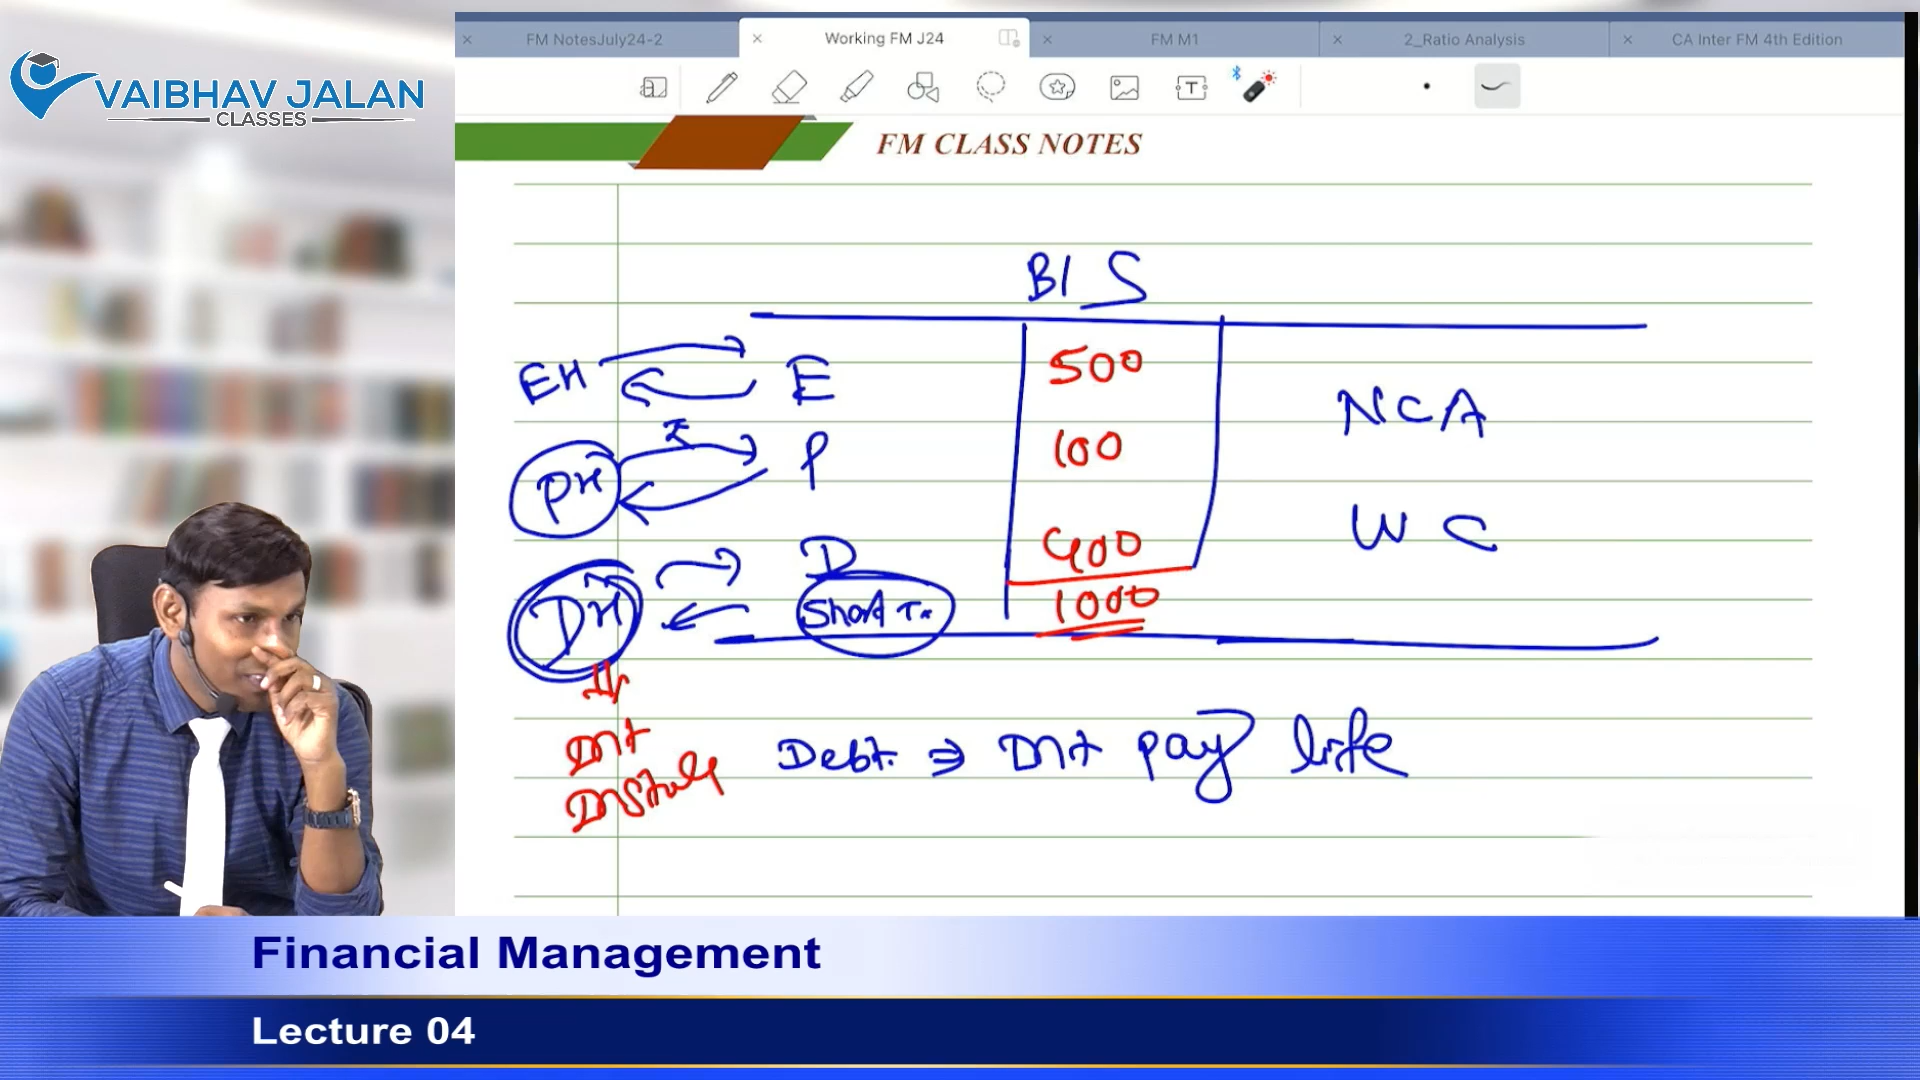 VAIBHAV JALAN
CLASSES
FM NotesJuly24-2
Working FM J24
FM M1
2_Ratio Analysis
CA Inter FM 4th Edition
FM CLASS NOTES
B/S
EH E 500 NCA
PH ₹ P 100
WC
DH D 400
Short Tr. 1000
Int
Debt. ⇒ Int pay life
Financial Management
Lecture 04